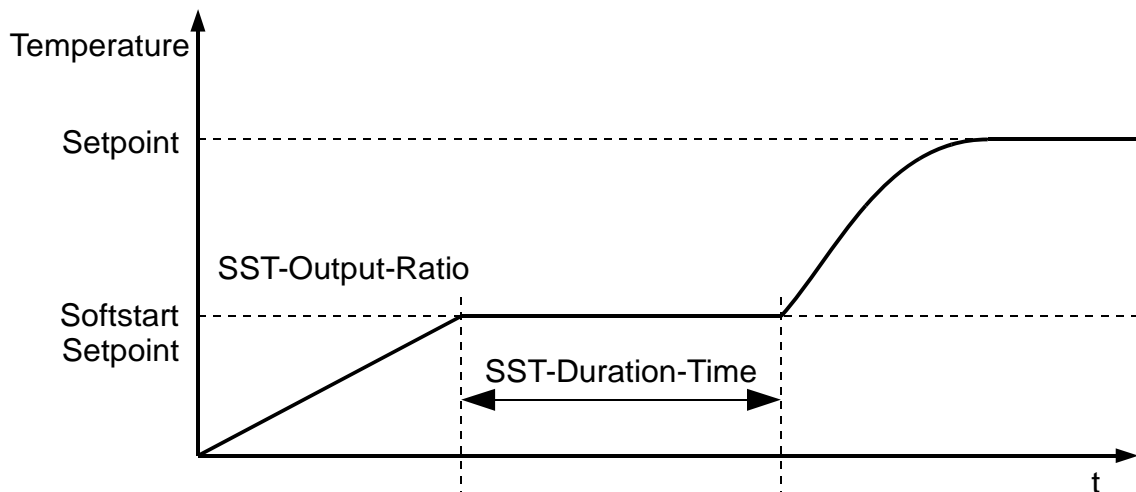 Temperature
Setpoint
SST-Output-Ratio
Softstart
Setpoint
SST-Duration-Time
t